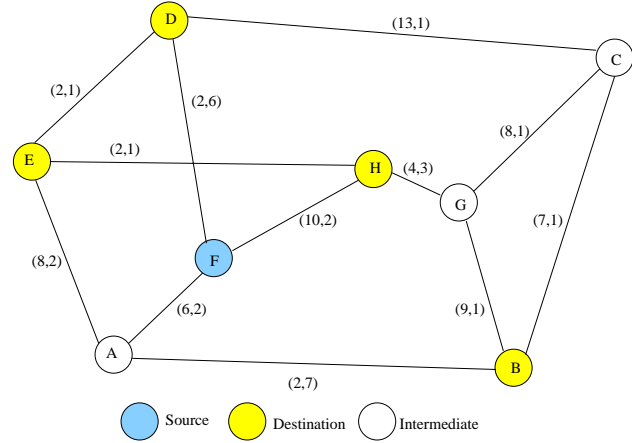 D
(13,1)
C
(2,1)
(2,6)
(8,1)
E
(2,1)
H
(4,3)
G
(10,2)
(7,1)
(8,2)
F
(6,2)
(9,1)
A
B
(2,7)
Source
Destination
Intermediate